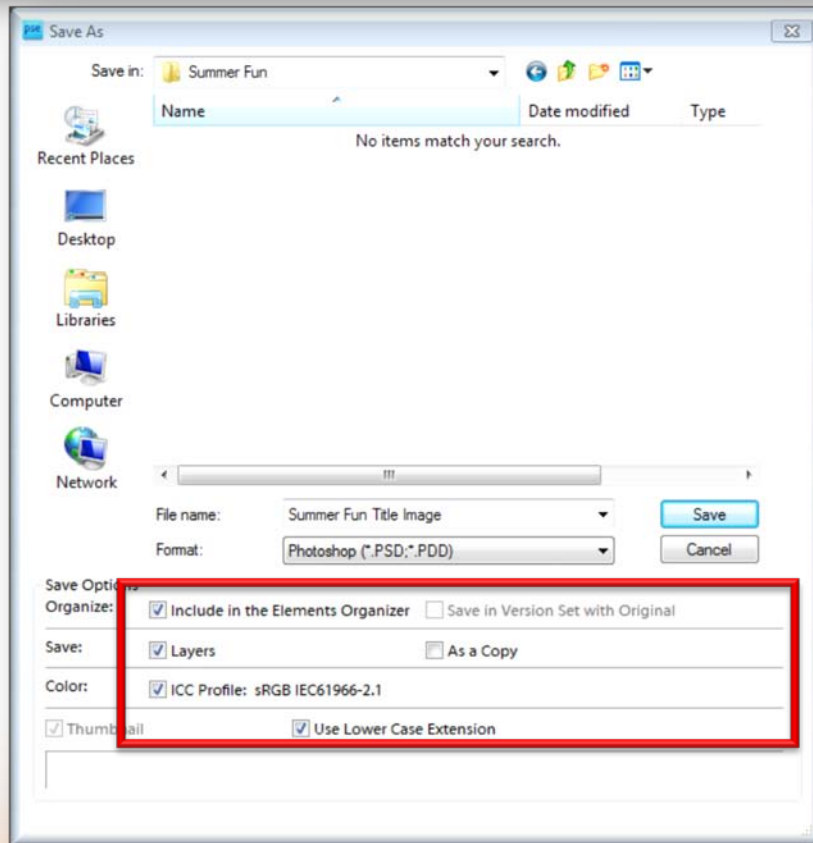 pse Save As
Save in: Summer Fun
Name Date modified Type
No items match your search.
Recent Places
Desktop
Libraries
Computer
Network
File name: Summer Fun Title Image Save
Format: Photoshop (*.PSD;*.PDD) Cancel
Save Options
Organize: Include in the Elements Organizer Save in Version Set with Original
Save: Layers As a Copy
Color: ICC Profile: sRGB IEC61966-2.1
Thumbnail Use Lower Case Extension